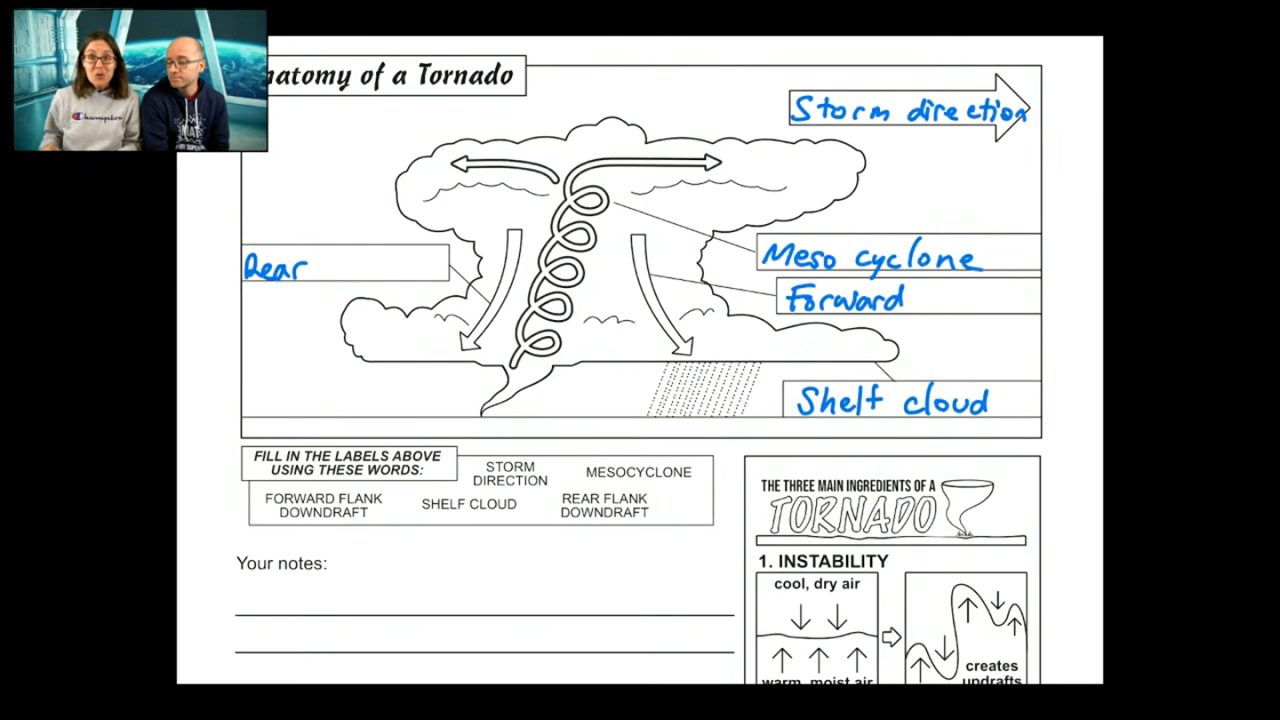 Champion
natomy of a Tornado
Storm direction
Rear
Meso cyclone
Forward
Shelf cloud
FILL IN THE LABELS ABOVE
USING THESE WORDS:
STORM
DIRECTION
MESOCYCLONE
FORWARD FLANK
DOWNDRAFT
SHELF CLOUD
REAR FLANK
DOWNDRAFT
Your notes:
THE THREE MAIN INGREDIENTS OF A
TORNADO
1. INSTABILITY
cool, dry air
warm, moist air
creates
updrafts